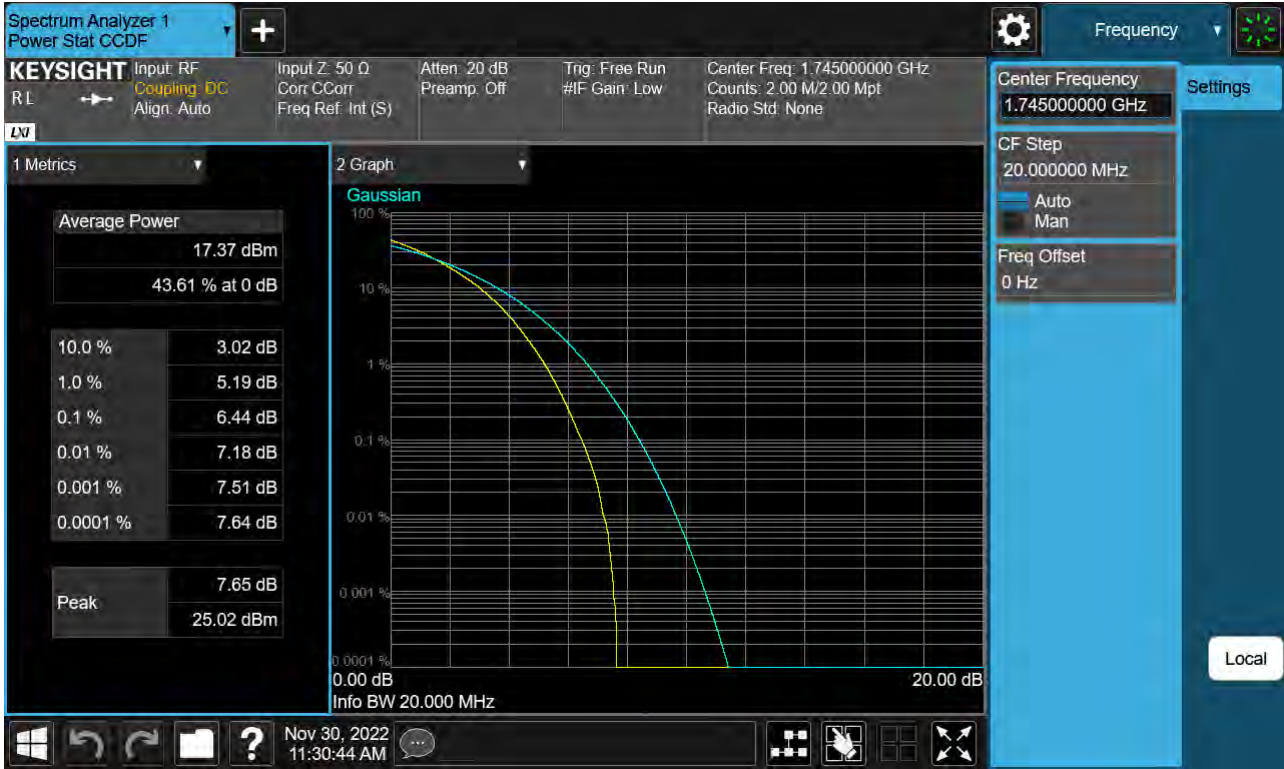 Spectrum Analyzer 1
Power Stat CCDF
+
Frequency
KEYSIGHT
R L
LXI
Input: RF
Coupling: DC
Align: Auto
Input Z: 50 Ω
Corr CCorr
Freq Ref: Int (S)
Atten: 20 dB
Preamp: Off
Trig: Free Run
#IF Gain: Low
Center Freq: 1.745000000 GHz
Counts: 2.00 M/2.00 Mpt
Radio Std: None
Center Frequency
1.745000000 GHz
Settings
CF Step
20.000000 MHz
Auto
Man
Freq Offset
0 Hz
1 Metrics
Average Power
17.37 dBm
43.61 % at 0 dB
10.0 % 3.02 dB
1.0 % 5.19 dB
0.1 % 6.44 dB
0.01 % 7.18 dB
0.001 % 7.51 dB
0.0001 % 7.64 dB
Peak
7.65 dB
25.02 dBm
2 Graph
Gaussian
100 %
10 %
1 %
0.1 %
0.01 %
0.001 %
0.0001 %
0.00 dB 20.00 dB
Info BW 20.000 MHz
Local
?
Nov 30, 2022
11:30:44 AM